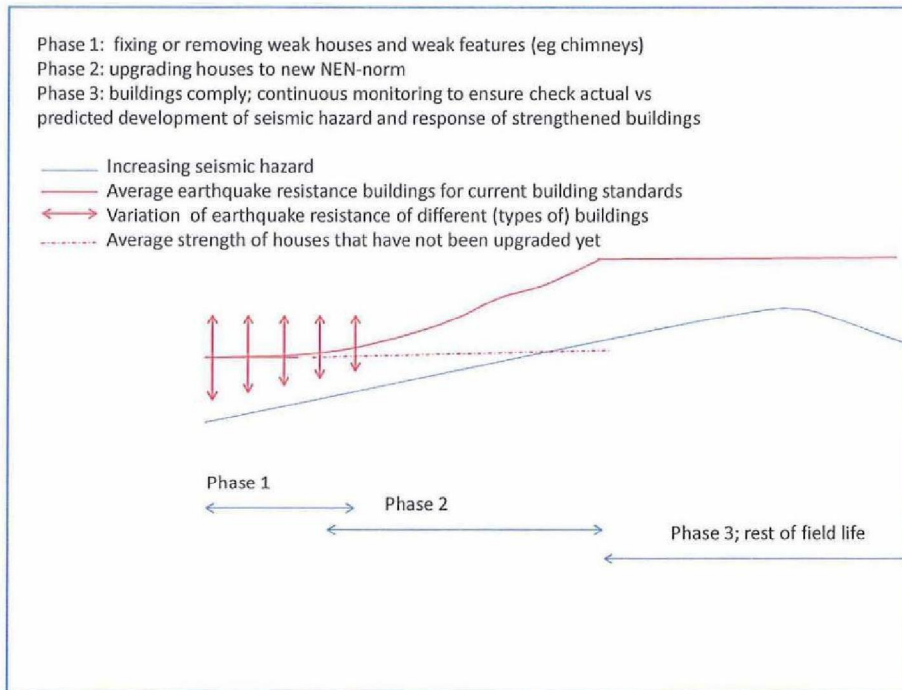 Phase 1: fixing or removing weak houses and weak features (eg chimneys)
Phase 2: upgrading houses to new NEN-norm
Phase 3: buildings comply; continuous monitoring to ensure check actual vs
predicted development of seismic hazard and response of strengthened buildings
Increasing seismic hazard
Average earthquake resistance buildings for current building standards
Variation of earthquake resistance of different (types of) buildings
Average strength of houses that have not been upgraded yet
Phase 1
Phase 2
Phase 3; rest of field life